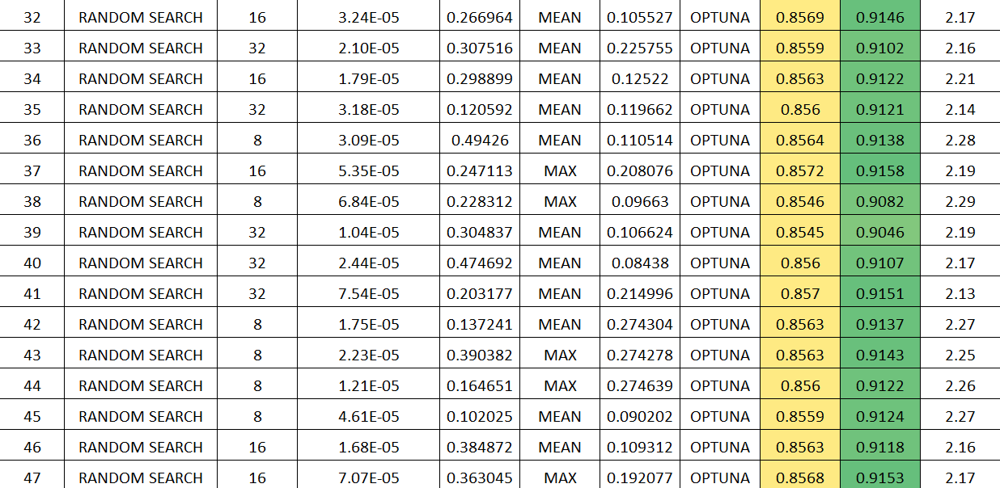 32 RANDOM SEARCH 16 3.24E-05 0.266964 MEAN 0.105527 OPTUNA 0.8569 0.9146 2.17
33 RANDOM SEARCH 32 2.10E-05 0.307516 MEAN 0.225755 OPTUNA 0.8559 0.9102 2.16
34 RANDOM SEARCH 16 1.79E-05 0.298899 MEAN 0.12522 OPTUNA 0.8563 0.9122 2.21
35 RANDOM SEARCH 32 3.18E-05 0.120592 MEAN 0.119662 OPTUNA 0.856 0.9121 2.14
36 RANDOM SEARCH 8 3.09E-05 0.49426 MEAN 0.110514 OPTUNA 0.8564 0.9138 2.28
37 RANDOM SEARCH 16 5.35E-05 0.247113 MAX 0.208076 OPTUNA 0.8572 0.9158 2.19
38 RANDOM SEARCH 8 6.84E-05 0.228312 MAX 0.09663 OPTUNA 0.8546 0.9082 2.29
39 RANDOM SEARCH 32 1.04E-05 0.304837 MEAN 0.106624 OPTUNA 0.8545 0.9046 2.19
40 RANDOM SEARCH 32 2.44E-05 0.474692 MEAN 0.08438 OPTUNA 0.856 0.9107 2.17
41 RANDOM SEARCH 32 7.54E-05 0.203177 MEAN 0.214996 OPTUNA 0.857 0.9151 2.13
42 RANDOM SEARCH 8 1.75E-05 0.137241 MEAN 0.274304 OPTUNA 0.8563 0.9137 2.27
43 RANDOM SEARCH 8 2.23E-05 0.390382 MAX 0.274278 OPTUNA 0.8563 0.9143 2.25
44 RANDOM SEARCH 8 1.21E-05 0.164651 MAX 0.274639 OPTUNA 0.856 0.9122 2.26
45 RANDOM SEARCH 8 4.61E-05 0.102025 MEAN 0.090202 OPTUNA 0.8559 0.9124 2.27
46 RANDOM SEARCH 16 1.68E-05 0.384872 MEAN 0.109312 OPTUNA 0.8563 0.9118 2.16
47 RANDOM SEARCH 16 7.07E-05 0.363045 MAX 0.192077 OPTUNA 0.8568 0.9153 2.17